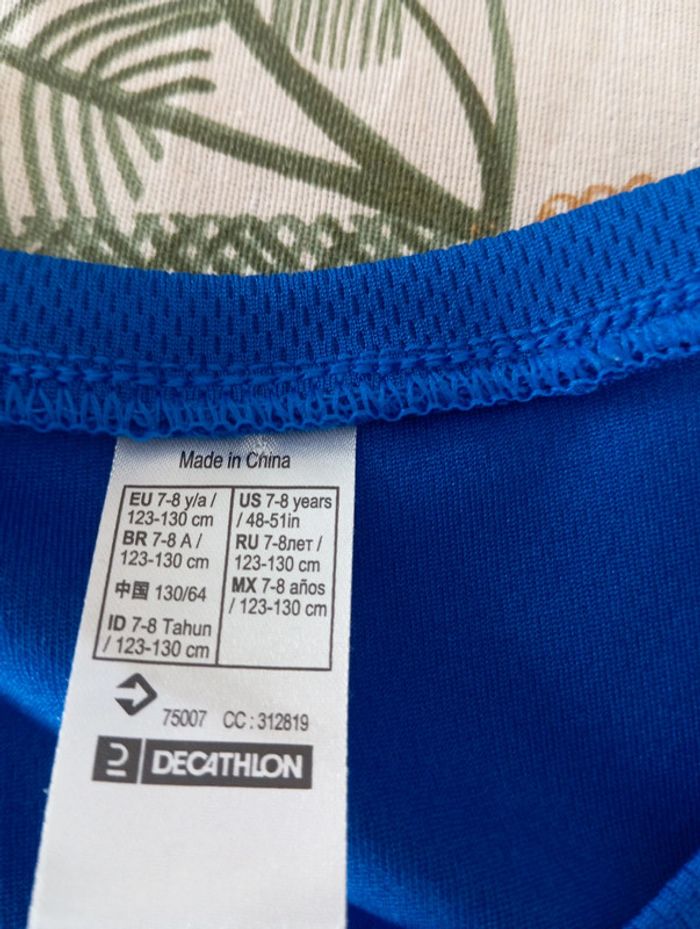 Made in China
EU 7-8 y/a /
123-130 cm
BR 7-8 A /
123-130 cm
中国 130/64
ID 7-8 Tahun
/ 123-130 cm
US 7-8 years
/ 48-51in
RU 7-8лет /
123-130 cm
MX 7-8 años
/ 123-130 cm
75007 CC : 312819
DECATHLON